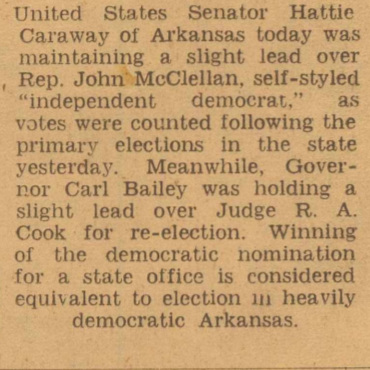 United States Senator Hattie
Caraway of Arkansas today was
maintaining a slight lead over
Rep. John McClellan, self-styled
"independent democrat," as
votes were counted following the
primary elections in the state
yesterday. Meanwhile, Gover-
nor Carl Bailey was holding a
slight lead over Judge R. A.
Cook for re-election. Winning
of the democratic nomination
for a state office is considered
equivalent to election in heavily
democratic Arkansas.